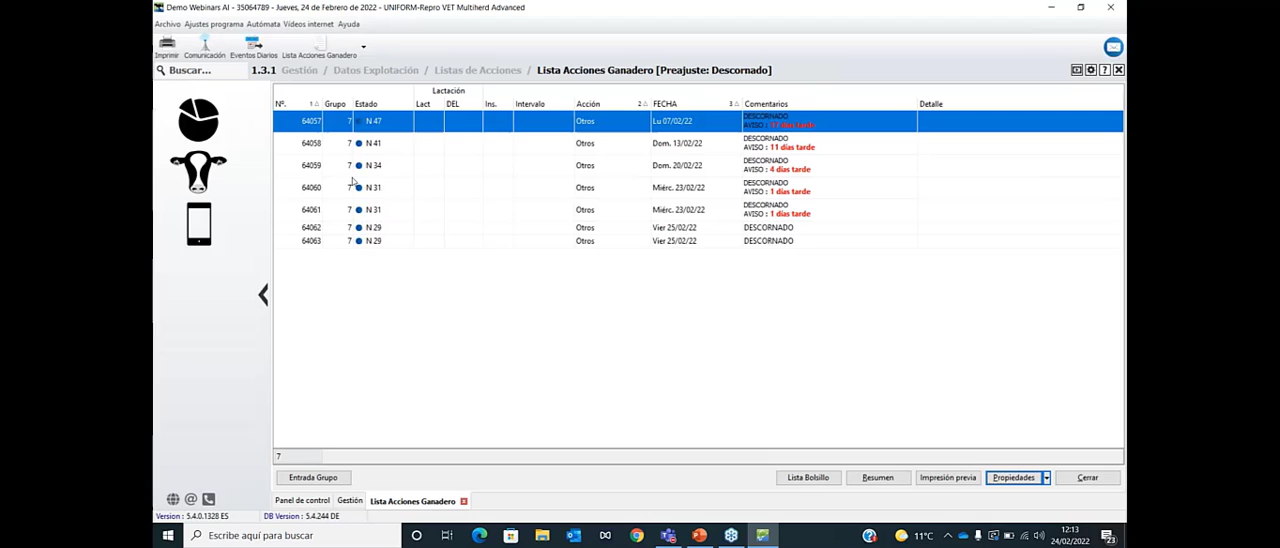 Demo Webinars AI - 35064789 - Jueves, 24 de Febrero de 2022 - UNIFORM-Repro VET Multiherd Advanced
Archivo Ajustes programa Autómata Vídeos internet Ayuda
Imprimir Comunicación Eventos Diarios Lista Acciones Ganadero
Buscar... 1.3.1 Gestión / Datos Explotación / Listas de Acciones / Lista Acciones Ganadero [Preajuste: Descornado]
Lactación
Nº. 1 Grupo Estado Lact DEL Ins. Intervalo Acción 2 FECHA 3 Comentarios Detalle
64057 7 N 47 Otros Lu 07/02/22 DESCORNADO
AVISO : 17 días tarde
64058 7 N 41 Otros Dom. 13/02/22 DESCORNADO
AVISO : 11 días tarde
64059 7 N 34 Otros Dom. 20/02/22 DESCORNADO
AVISO : 4 días tarde
64060 7 N 31 Otros Miérc. 23/02/22 DESCORNADO
AVISO : 1 días tarde
64061 7 N 31 Otros Miérc. 23/02/22 DESCORNADO
AVISO : 1 días tarde
64062 7 N 29 Otros Vier 25/02/22 DESCORNADO
64063 7 N 29 Otros Vier 25/02/22 DESCORNADO
7
Entrada Grupo Lista Bolsillo Resumen Impresión previa Propiedades Cerrar
Panel de control Gestión Lista Acciones Ganadero
Version : 5.4.0.1328 ES DB Version : 5.4.244 DE
Escribe aquí para buscar 11°C 12:13
24/02/2022 23